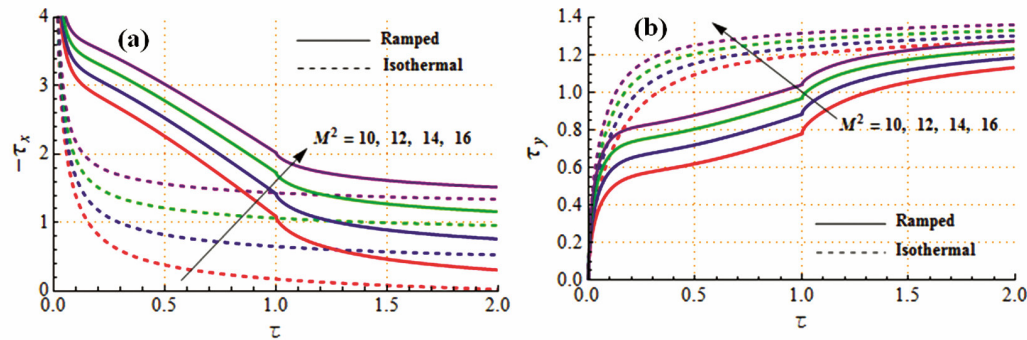 (a)
Ramped
Isothermal
M² = 10, 12, 14, 16
−τx
4
3
2
1
0
0.0 0.5 1.0 1.5 2.0
τ
(b)
M² = 10, 12, 14, 16
Ramped
Isothermal
τy
1.4
1.2
1.0
0.8
0.6
0.4
0.2
0.0
0.0 0.5 1.0 1.5 2.0
τ